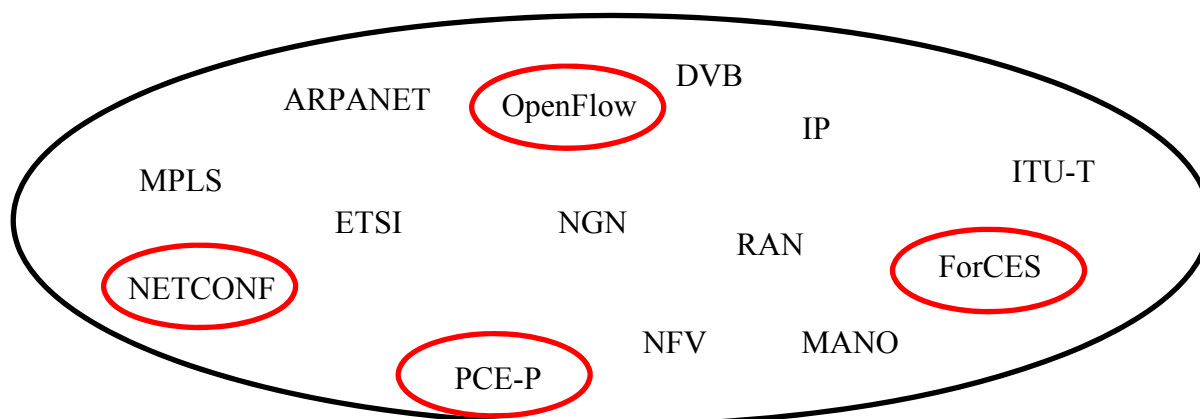 DVB
ARPANET
OpenFlow
IP
ITU-T
MPLS
ETSI
NGN
RAN
ForCES
NETCONF
NFV
MANO
PCE-P